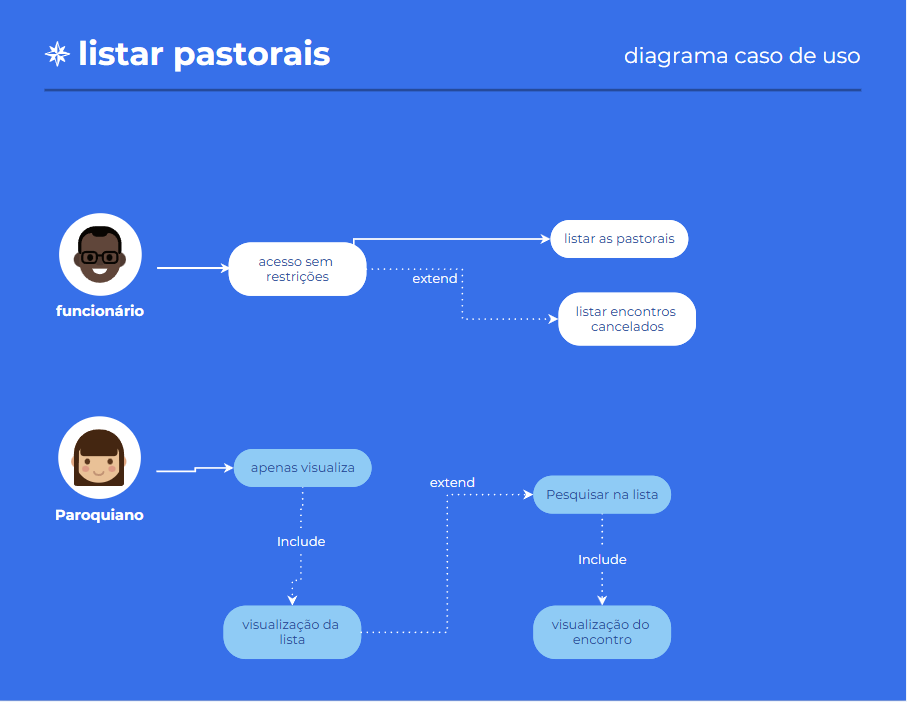 listar pastorais
diagrama caso de uso
acesso sem
restrições
listar as pastorais
extend
listar encontros
cancelados
funcionário
apenas visualiza
extend
Pesquisar na lista
Paroquiano
Include
Include
visualização da
lista
visualização do
encontro